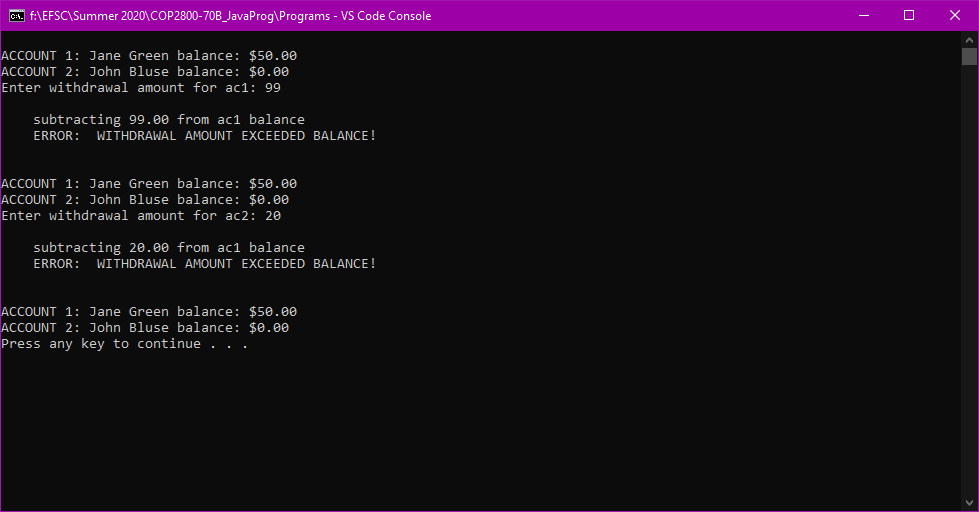 f:\EFSC\Summer 2020\COP2800-70B_JavaProg\Programs - VS Code Console
ACCOUNT 1: Jane Green balance: $50.00
ACCOUNT 2: John Bluse balance: $0.00
Enter withdrawal amount for ac1: 99
subtracting 99.00 from ac1 balance
ERROR:  WITHDRAWAL AMOUNT EXCEEDED BALANCE!
ACCOUNT 1: Jane Green balance: $50.00
ACCOUNT 2: John Bluse balance: $0.00
Enter withdrawal amount for ac2: 20
subtracting 20.00 from ac1 balance
ERROR:  WITHDRAWAL AMOUNT EXCEEDED BALANCE!
ACCOUNT 1: Jane Green balance: $50.00
ACCOUNT 2: John Bluse balance: $0.00
Press any key to continue . . .